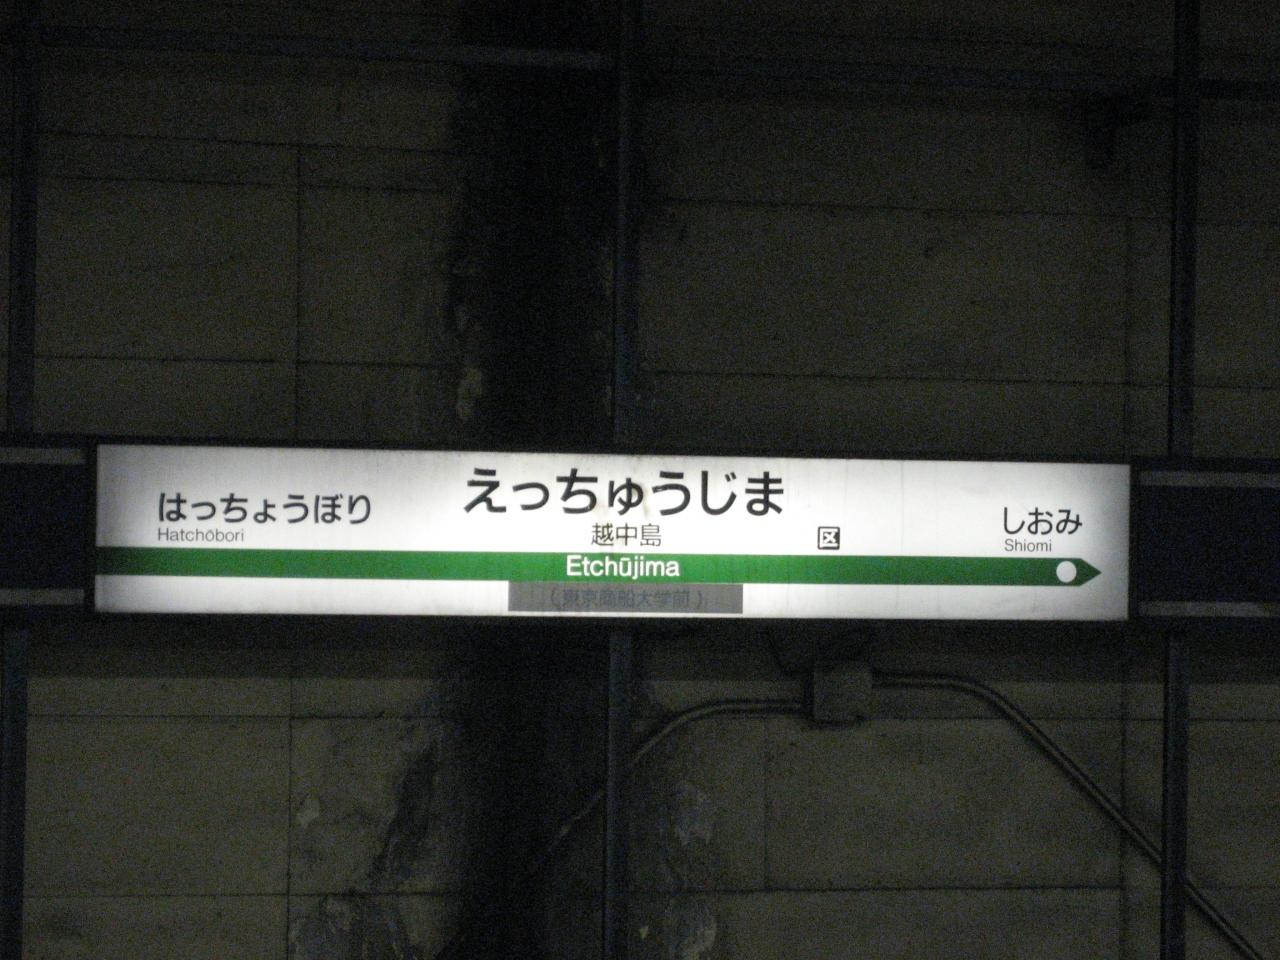 えっちゅうじま
はっちょうぼり
しおみ
越中島
区
Hatchōbori
Shiomi
Etchūjima
(東京商船大学前)